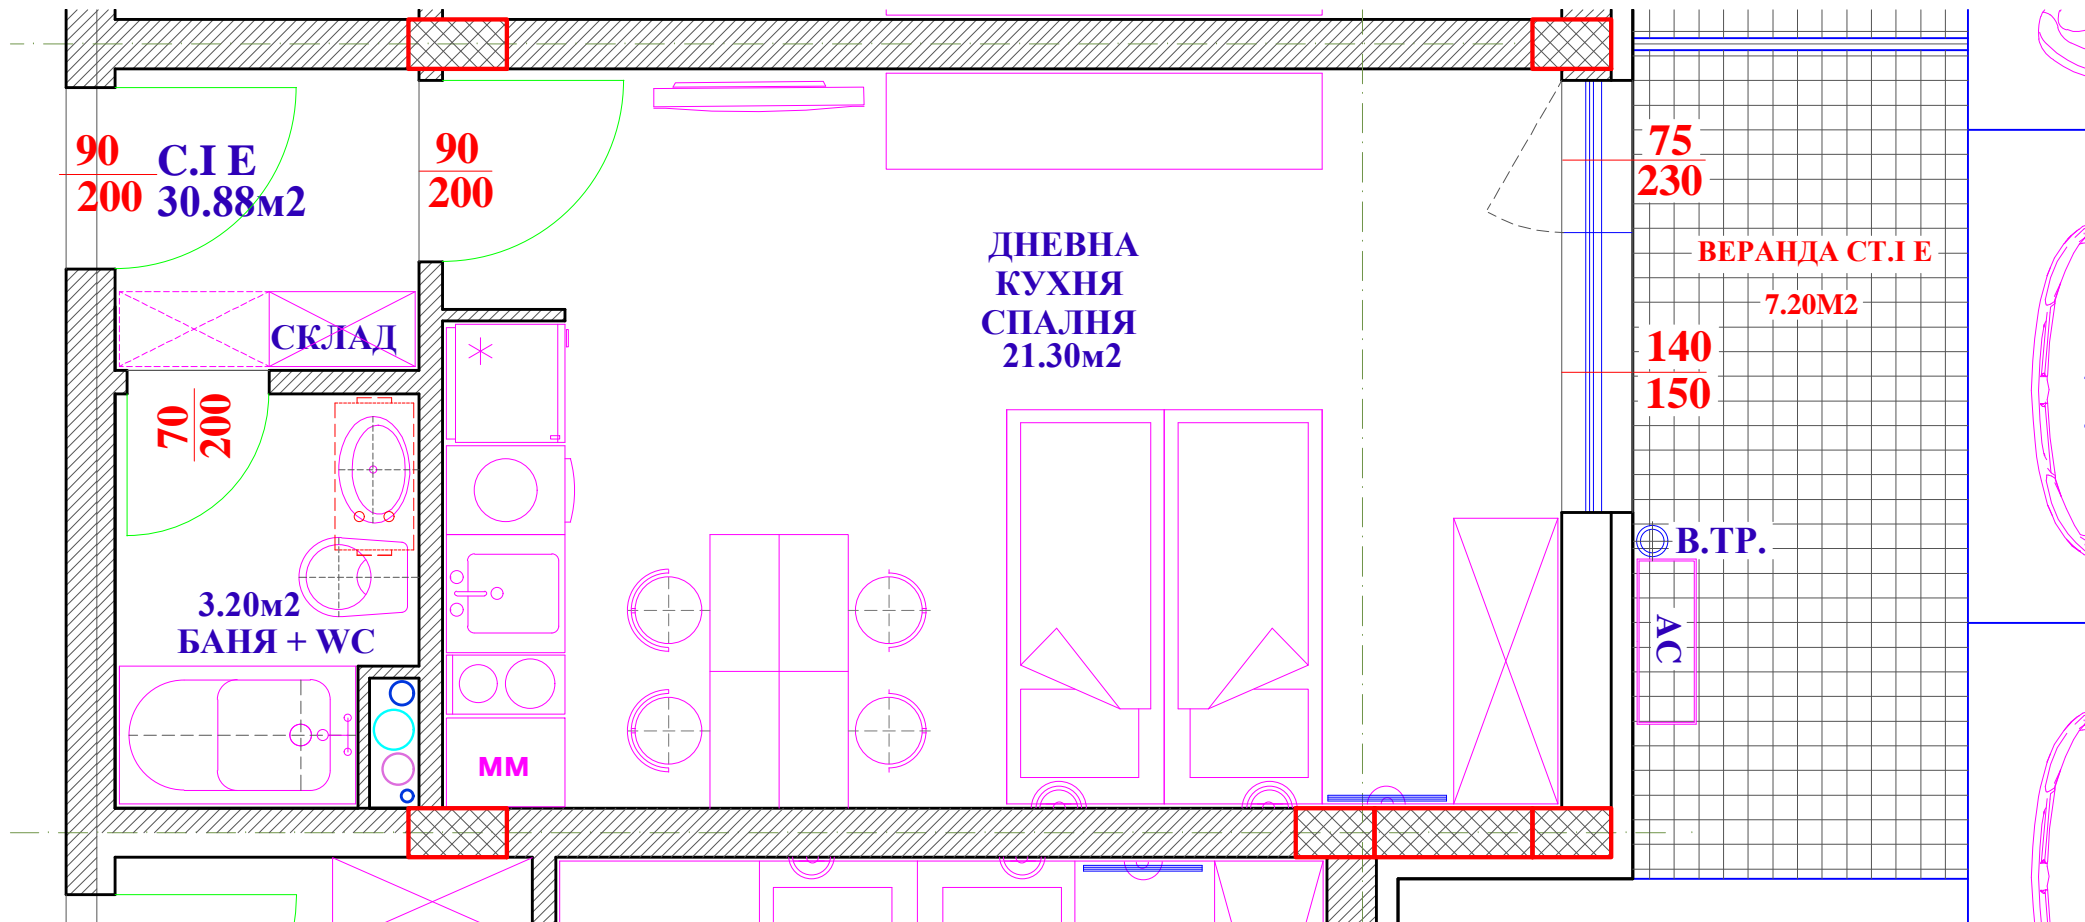 90
200
С.I Е
30.88м2
90
200
75
230
ДНЕВНА
КУХНЯ
СПАЛНЯ
21.30м2
ВЕРАНДА СТ.I Е
7.20М2
СКЛАД
140
150
70
200
В.ТР.
АС
3.20м2
БАНЯ + WC
ММ